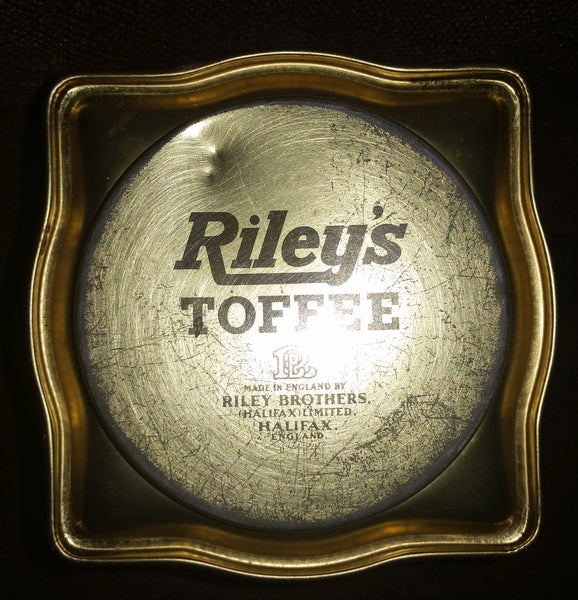 Riley's
TOFFEE
MADE IN ENGLAND BY
RILEY BROTHERS,
(HALIFAX) LIMITED.
HALIFAX.
ENGLAND.